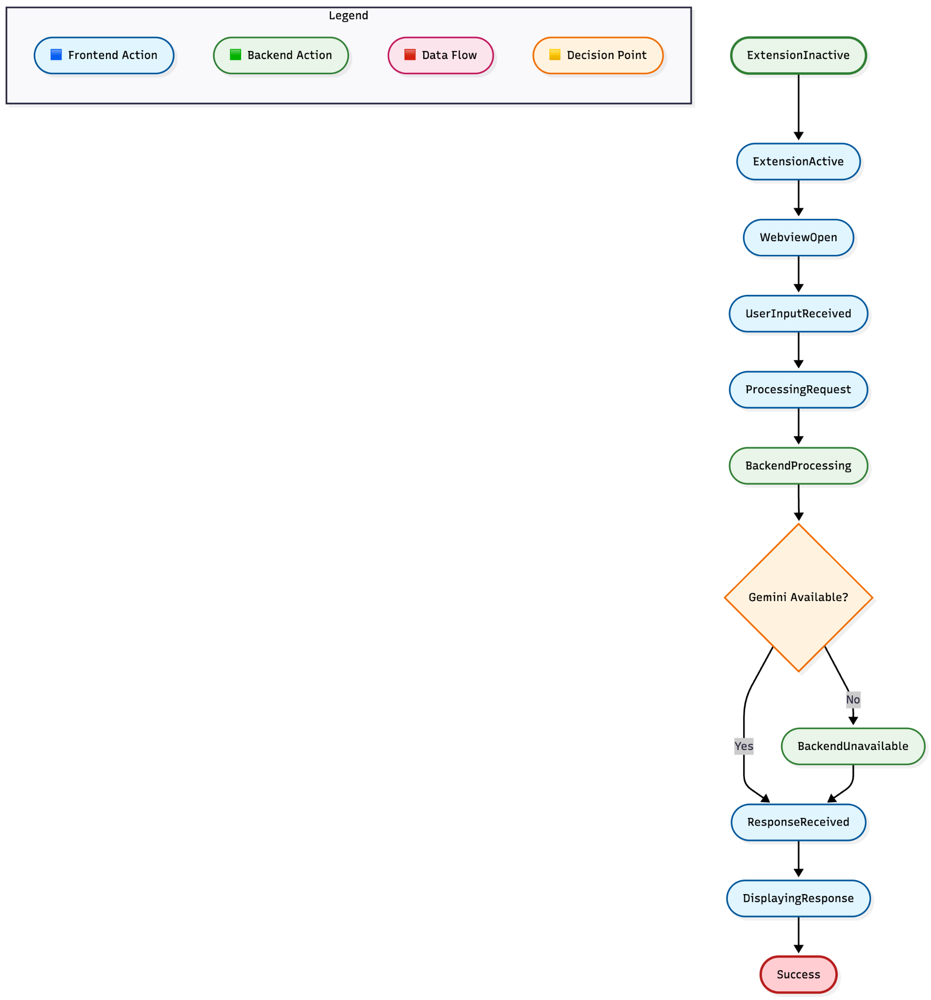 Legend
Frontend Action
Backend Action
Data Flow
Decision Point
ExtensionInactive
ExtensionActive
WebviewOpen
UserInputReceived
ProcessingRequest
BackendProcessing
Gemini Available?
No
Yes
BackendUnavailable
ResponseReceived
DisplayingResponse
Success